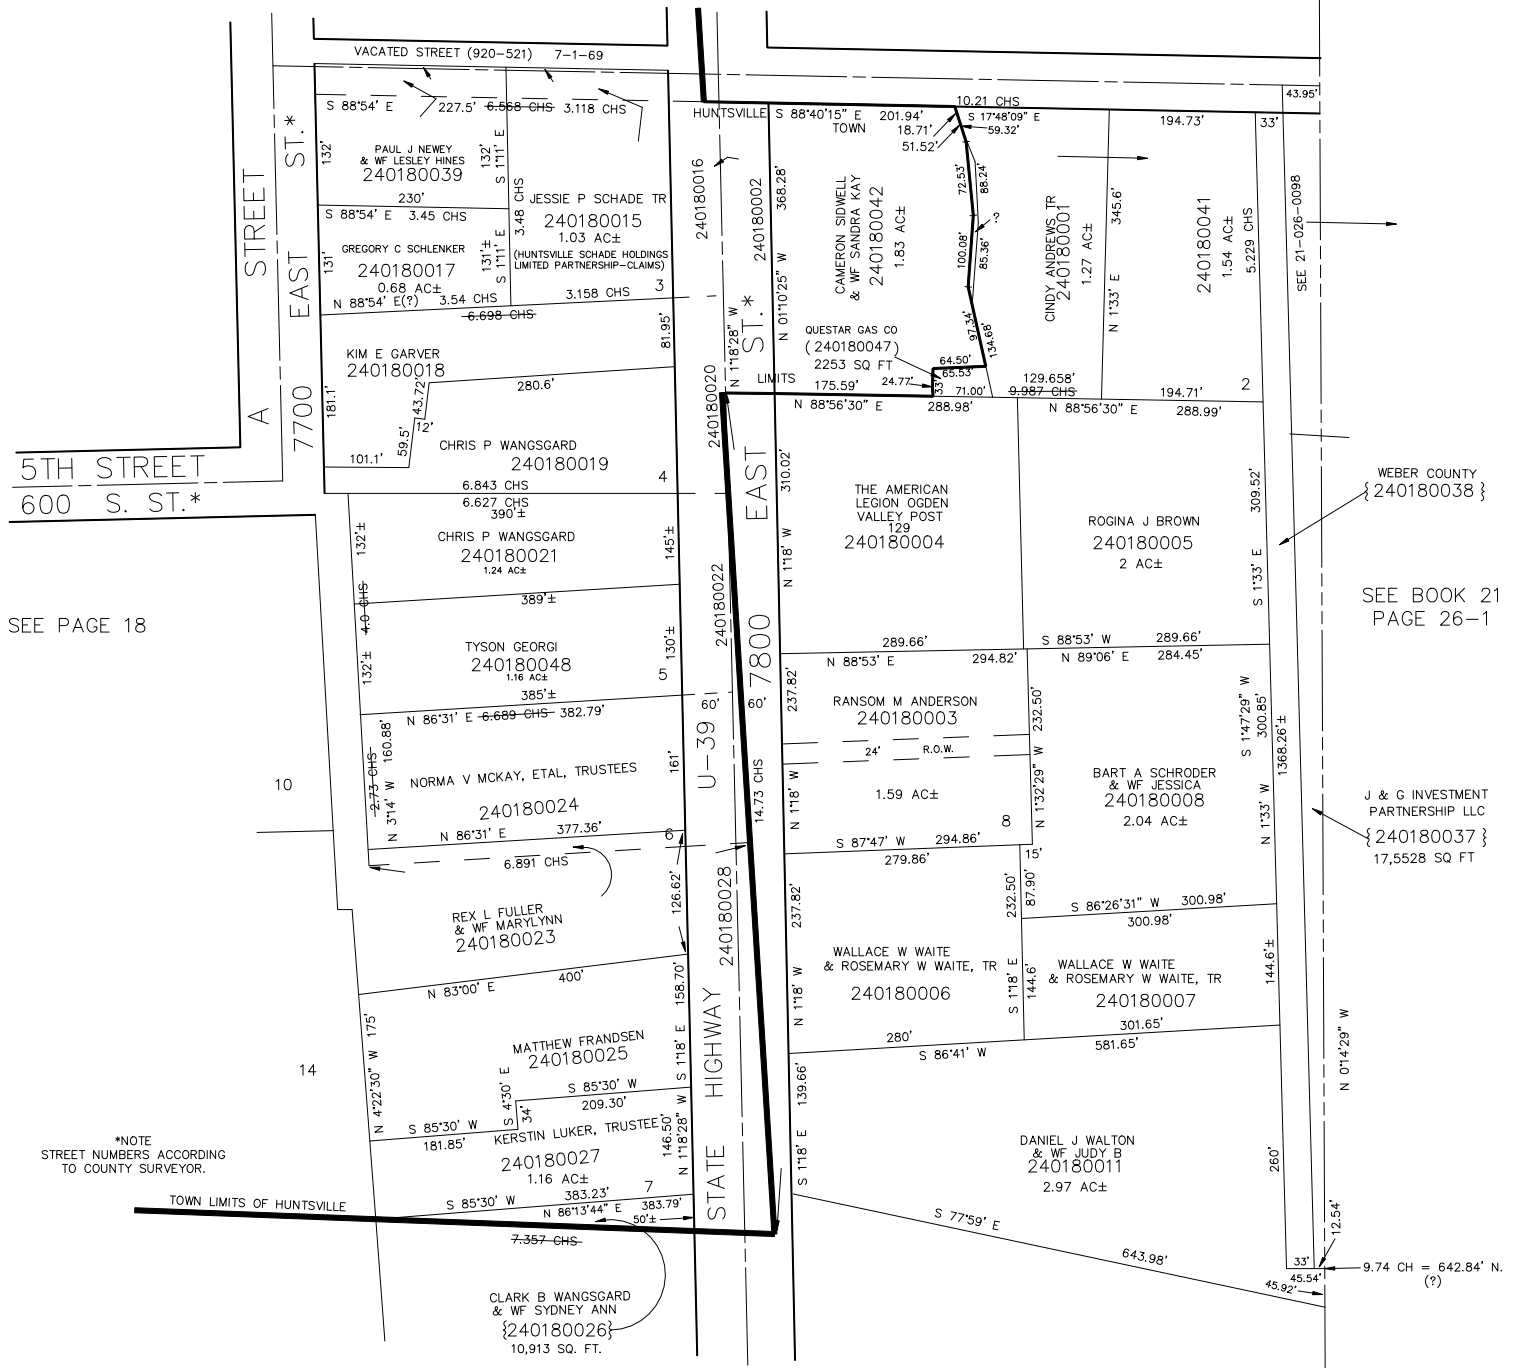 VACATED STREET (920-521) 7-1-69
S 88°54' E 227.5' 6.568 CHS 3.118 CHS
HUNTSVILLE
TOWN
S 88°40'15" E 201.94'
10.21 CHS
18.71'
51.52'
S 17°48'09" E
59.32'
194.73'
33'
43.95'
A STREET
7700 EAST ST.*
132'
PAUL J NEWEY
& WF LESLEY HINES
240180039
132'
S 1°11' E
230'
S 88°54' E 3.45 CHS
GREGORY C SCHLENKER
240180017
0.68 AC±
131'
131'±
S 1°11' E
N 88°54' E(?) 3.54 CHS
3.48 CHS
JESSIE P SCHADE TR
240180015
1.03 AC±
(HUNTSVILLE SCHADE HOLDINGS
LIMITED PARTNERSHIP-CLAIMS)
3.158 CHS
3
6.698 CHS
240180016
240180002
368.28'
N 01°10'25" W
N 1°18'28" W
CAMERON SIDWELL
& WF SANDRA KAY
240180042
1.83 AC±
72.53'
88.24'
?
100.08'
85.36'
97.34'
134.68'
CINDY ANDREWS TR
240180001
1.27 AC±
345.6'
N 1°33' E
240180041
1.54 AC±
5.229 CHS
SEE 21-026-0098
QUESTAR GAS CO
(240180047)
2253 SQ FT
64.50'
65.53'
33'
71.00'
24.77'
LIMITS
175.59'
129.658'
9.987 CHS
194.71'
2
N 88°56'30" E 288.98'
N 88°56'30" E 288.99'
KIM E GARVER
240180018
81.95'
181.1'
43.72'
280.6'
12'
59.5'
101.1'
CHRIS P WANGSGARD
240180019
240180020
6.843 CHS
4
5TH STREET
600 S. ST.*
6.627 CHS
390'±
132'±
CHRIS P WANGSGARD
240180021
1.24 AC±
145'±
389'±
4.0 CHS
240180022
310.02'
N 1°18' W
THE AMERICAN
LEGION OGDEN
VALLEY POST
129
240180004
ROGINA J BROWN
240180005
2 AC±
309.52'
S 1°33' E
WEBER COUNTY
{240180038}
SEE BOOK 21
PAGE 26-1
SEE PAGE 18
132'±
TYSON GEORGI
240180048
1.16 AC±
130'±
5
385'±
7800 EAST ST.*
289.66'
S 88°53' W 289.66'
N 88°53' E 294.82'
N 89°06' E 284.45'
N 86°31' E 6.689 CHS 382.79'
60' 60'
U-39
237.82'
RANSOM M ANDERSON
240180003
24' R.O.W.
1.59 AC±
8
N 1°18' W
232.50'
N 1°32'29" W
S 1°47'29" W
300.85'
1368.26'±
BART A SCHRODER
& WF JESSICA
240180008
2.04 AC±
N 1°33' W
10
2.73 CHS
N 3°14' W 160.88'
NORMA V MCKAY, ETAL, TRUSTEES
240180024
161'
14.73 CHS
N 86°31' E 377.36'
6
J & G INVESTMENT
PARTNERSHIP LLC
{240180037}
17,5528 SQ FT
S 87°47' W 294.86'
279.86'
15'
6.891 CHS
126.62'
REX L FULLER
& WF MARYLYNN
240180023
240180028
237.82'
232.50'
87.90'
S 86°26'31" W 300.98'
300.98'
N 83°00' E 400'
WALLACE W WAITE
& ROSEMARY W WAITE, TR
240180006
N 1°18' W
S 1°18' E
144.6'
WALLACE W WAITE
& ROSEMARY W WAITE, TR
240180007
144.6'±
158.70'
280'
301.65'
S 86°41' W 581.65'
14
N 4°22'30" W 175'
MATTHEW FRANDSEN
240180025
S 1°18' E
S 4°30' E
34'
S 85°30' W
209.30'
S 85°30' W
181.85'
STATE HIGHWAY
139.66'
S 1°18' E
N 0°14'29" W
KERSTIN LUKER, TRUSTEE
240180027
1.16 AC±
146.50'
N 1°18'28" W
7
DANIEL J WALTON
& WF JUDY B
240180011
2.97 AC±
260'
*NOTE
STREET NUMBERS ACCORDING
TO COUNTY SURVEYOR.
TOWN LIMITS OF HUNTSVILLE
S 85°30' W 383.23'
N 86°13'44" E 383.79'
50'±
7.357 CHS
S 77°59' E
643.98'
12.54'
33'
45.54'
45.92'
9.74 CH = 642.84' N.
(?)
CLARK B WANGSGARD
& WF SYDNEY ANN
{240180026}
10,913 SQ. FT.